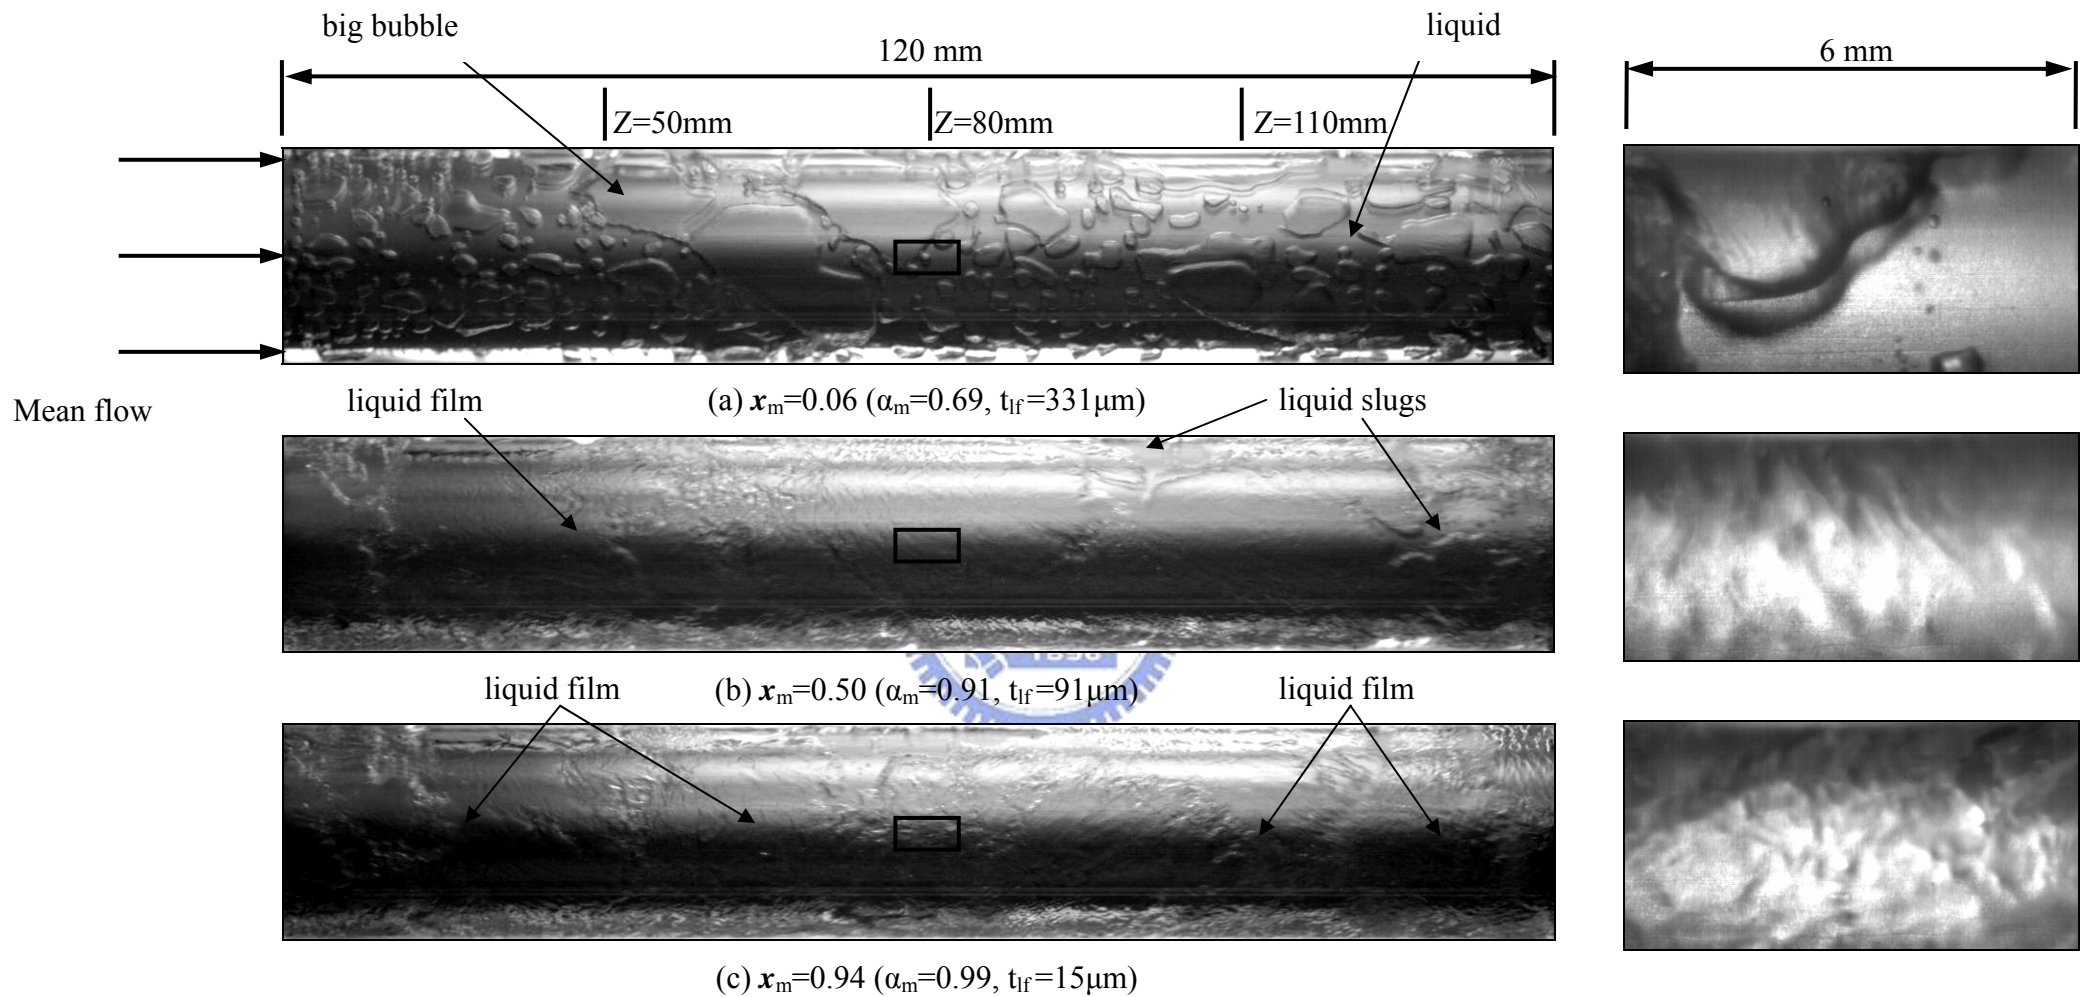 big bubble
liquid
120 mm
6 mm
Z=50mm
Z=80mm
Z=110mm
(a) xm=0.06 (αm=0.69, tlf=331μm)
Mean flow
liquid film
liquid slugs
1896
(b) xm=0.50 (αm=0.91, tlf=91μm)
liquid film
liquid film
(c) xm=0.94 (αm=0.99, tlf=15μm)